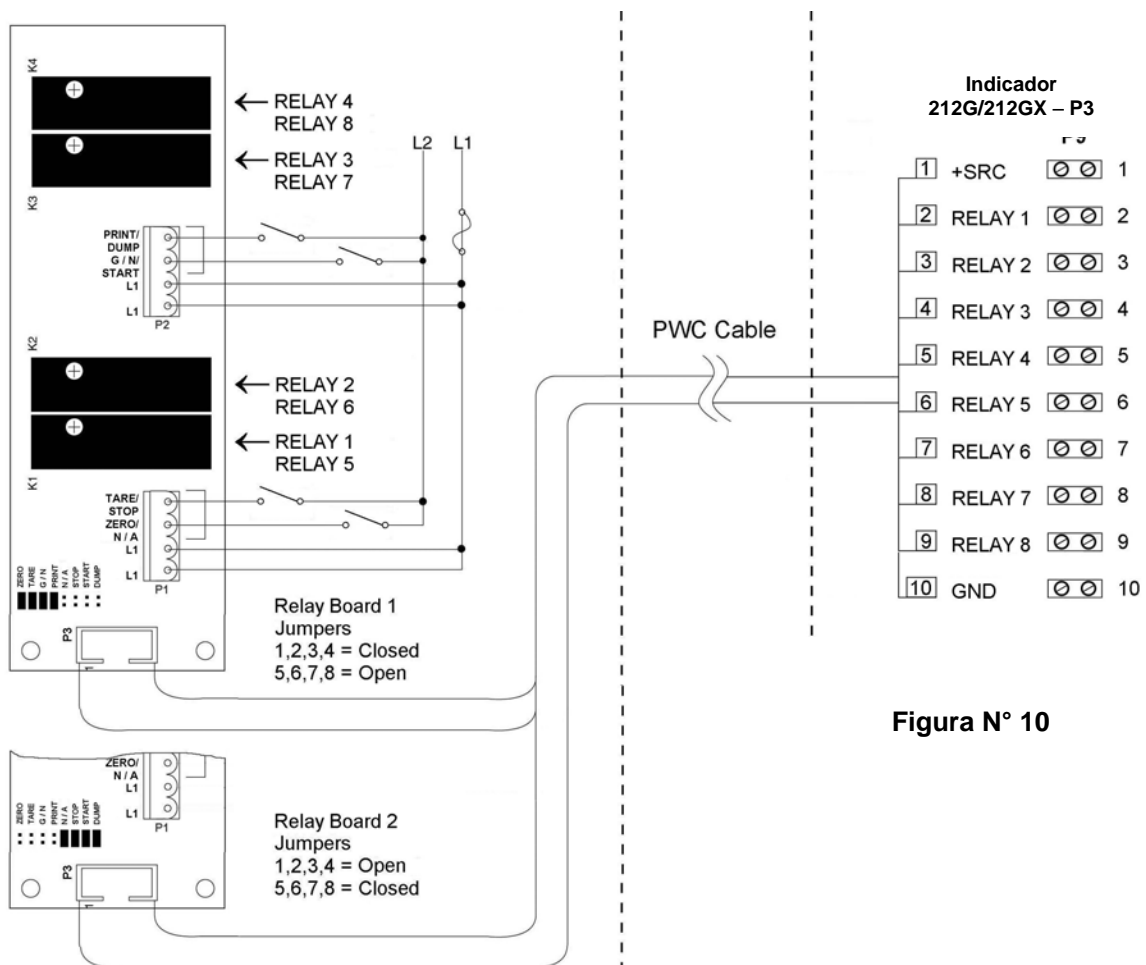 K4
RELAY 4
RELAY 8
K3
RELAY 3
RELAY 7
L2 L1
PRINT/
DUMP
G / N/
START
L1
L1
P2
K2
RELAY 2
RELAY 6
K1
RELAY 1
RELAY 5
TARE/
STOP
ZERO/
N / A
L1
L1
P1
ZERO
TARE
G / N
PRINT
N / A
STOP
START
DUMP
P3
1
Relay Board 1
Jumpers
1,2,3,4 = Closed
5,6,7,8 = Open
ZERO/
N / A
L1
L1
P1
ZERO
TARE
G / N
PRINT
N / A
STOP
START
DUMP
P3
1
Relay Board 2
Jumpers
1,2,3,4 = Open
5,6,7,8 = Closed
PWC Cable
Indicador
212G/212GX – P3
1 +SRC 1
2 RELAY 1 2
3 RELAY 2 3
4 RELAY 3 4
5 RELAY 4 5
6 RELAY 5 6
7 RELAY 6 7
8 RELAY 7 8
9 RELAY 8 9
10 GND 10
Figura N° 10